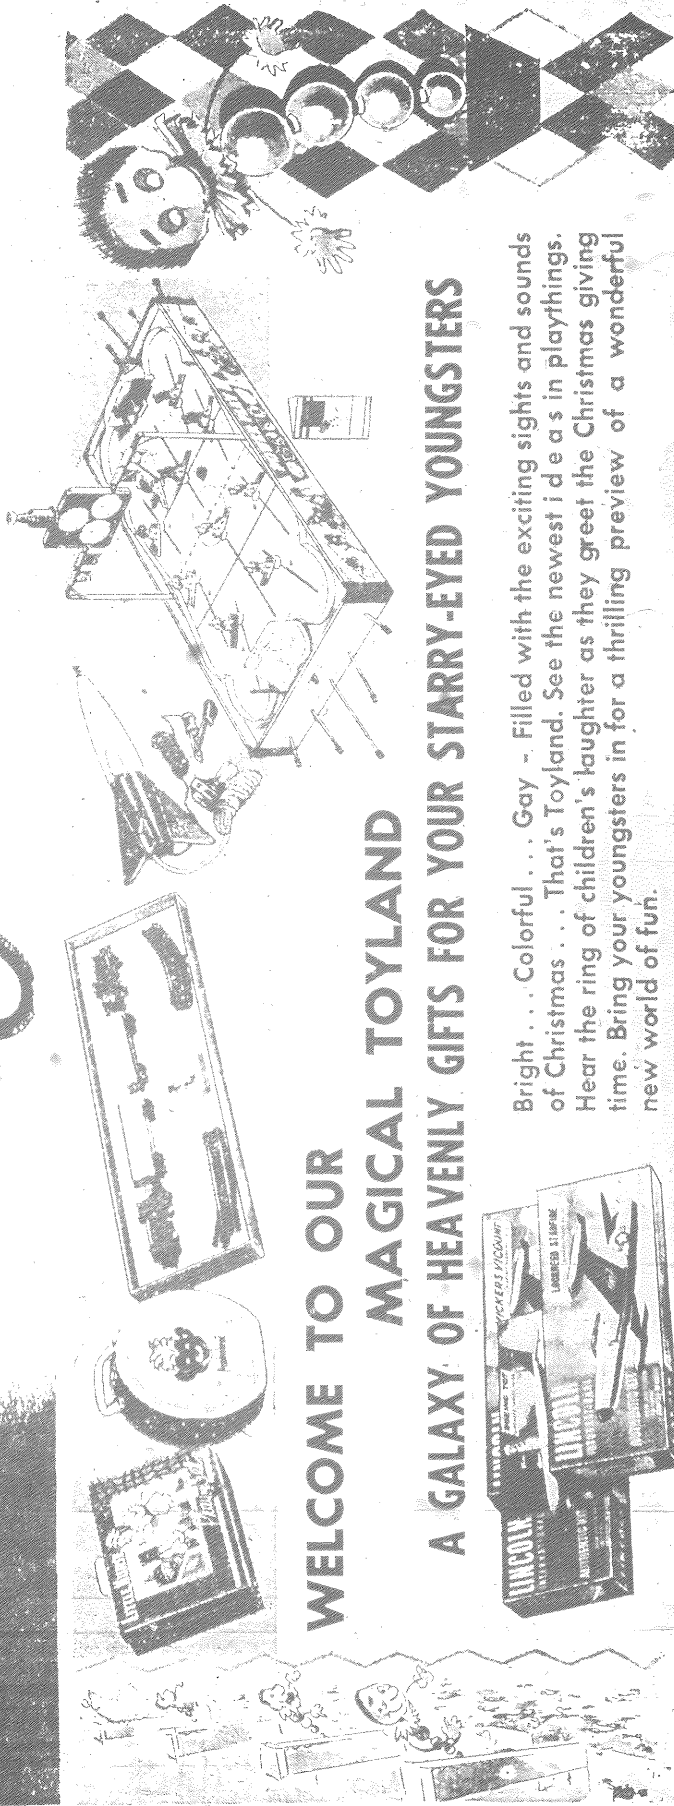 WELCOME TO OUR
MAGICAL TOYLAND
A GALAXY OF HEAVENLY GIFTS FOR YOUR STARRY-EYED YOUNGSTERS
Bright . . . Colorful . . . Gay - Filled with the exciting sights and sounds
of Christmas . . . That's Toyland. See the newest ideas in playthings.
Hear the ring of children's laughter as they greet the Christmas giving
time. Bring your youngsters in for a thrilling preview of a wonderful
new world of fun.
VICKERS VICOUNT
LOCKHEED STARFIRE
LINCOLN
LINCOLN